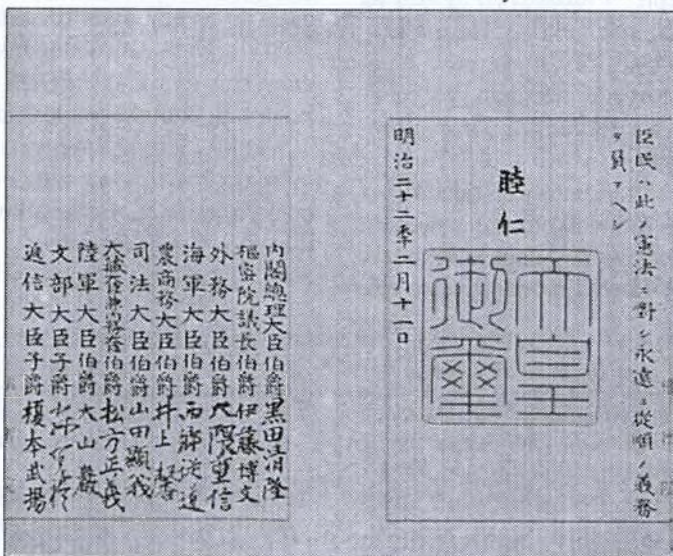 臣民ハ此ノ憲法ニ對シ永遠ニ從順ノ義務
ヲ負フヘシ
睦仁
天皇御璽
明治二十二年二月十一日
内閣總理大臣伯爵黒田清隆
樞密院議長伯爵伊藤博文
外務大臣伯爵大隈重信
海軍大臣伯爵西郷従道
農商務大臣伯爵井上馨
司法大臣伯爵山田顯義
大蔵大臣兼内務大臣伯爵松方正義
陸軍大臣伯爵大山巖
文部大臣子爵森有禮
逓信大臣子爵榎本武揚